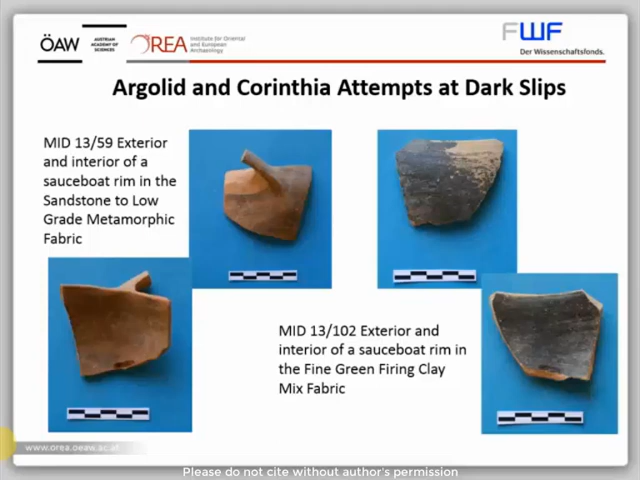 ÖAW
AUSTRIAN
ACADEMY OF
SCIENCES
OREA
Institute for Oriental
and European
Archaeology
FWF
Der Wissenschaftsfonds.
Argolid and Corinthia Attempts at Dark Slips
MID 13/59 Exterior
and interior of a
sauceboat rim in the
Sandstone to Low
Grade Metamorphic
Fabric
MID 13/102 Exterior and
interior of a sauceboat rim in
the Fine Green Firing Clay
Mix Fabric
www.orea.oeaw.ac.at
Please do not cite without author's permission